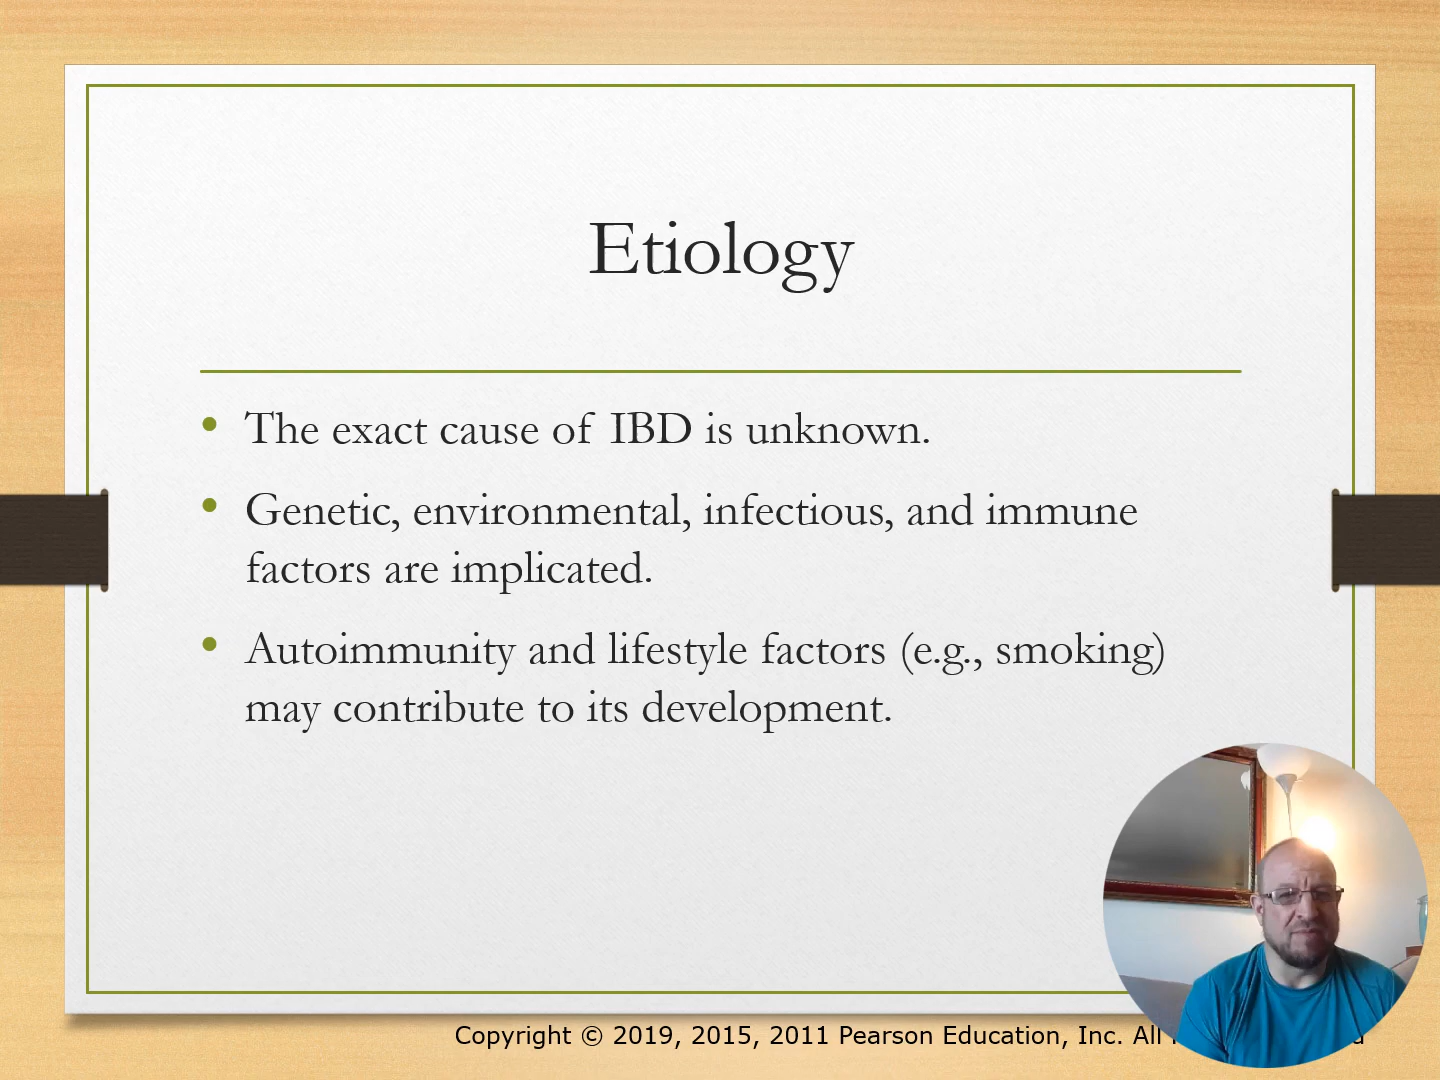 Etiology
• The exact cause of IBD is unknown.
• Genetic, environmental, infectious, and immune
factors are implicated.
• Autoimmunity and lifestyle factors (e.g., smoking)
may contribute to its development.
Copyright © 2019, 2015, 2011 Pearson Education, Inc. All